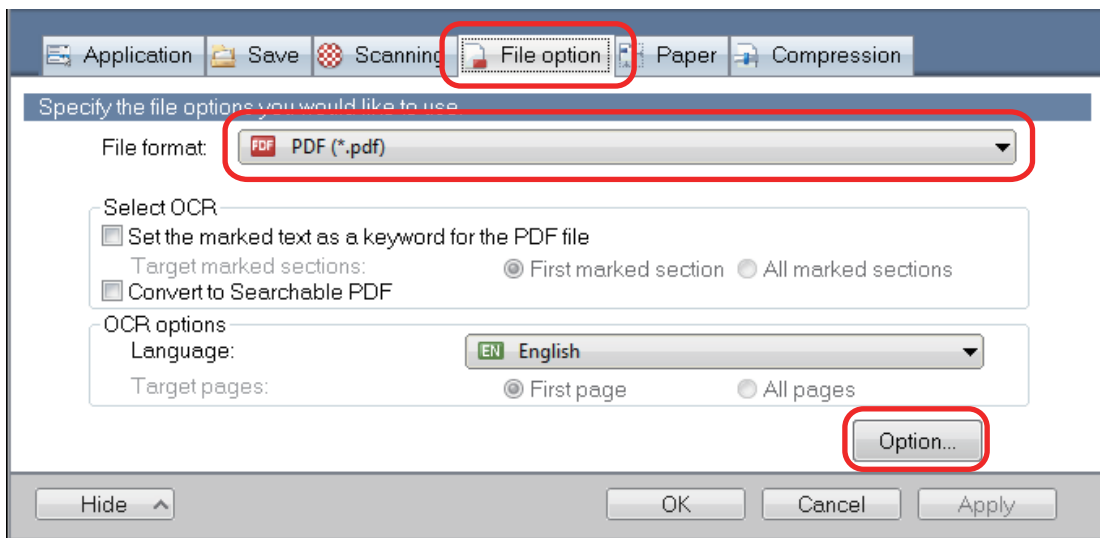 Application Save Scanning File option Paper Compression
Specify the file options you would like to use.
File format: PDF PDF (*.pdf)
Select OCR
Set the marked text as a keyword for the PDF file
Target marked sections: First marked section All marked sections
Convert to Searchable PDF
OCR options
Language: EN English
Target pages: First page All pages
Option...
Hide OK Cancel Apply